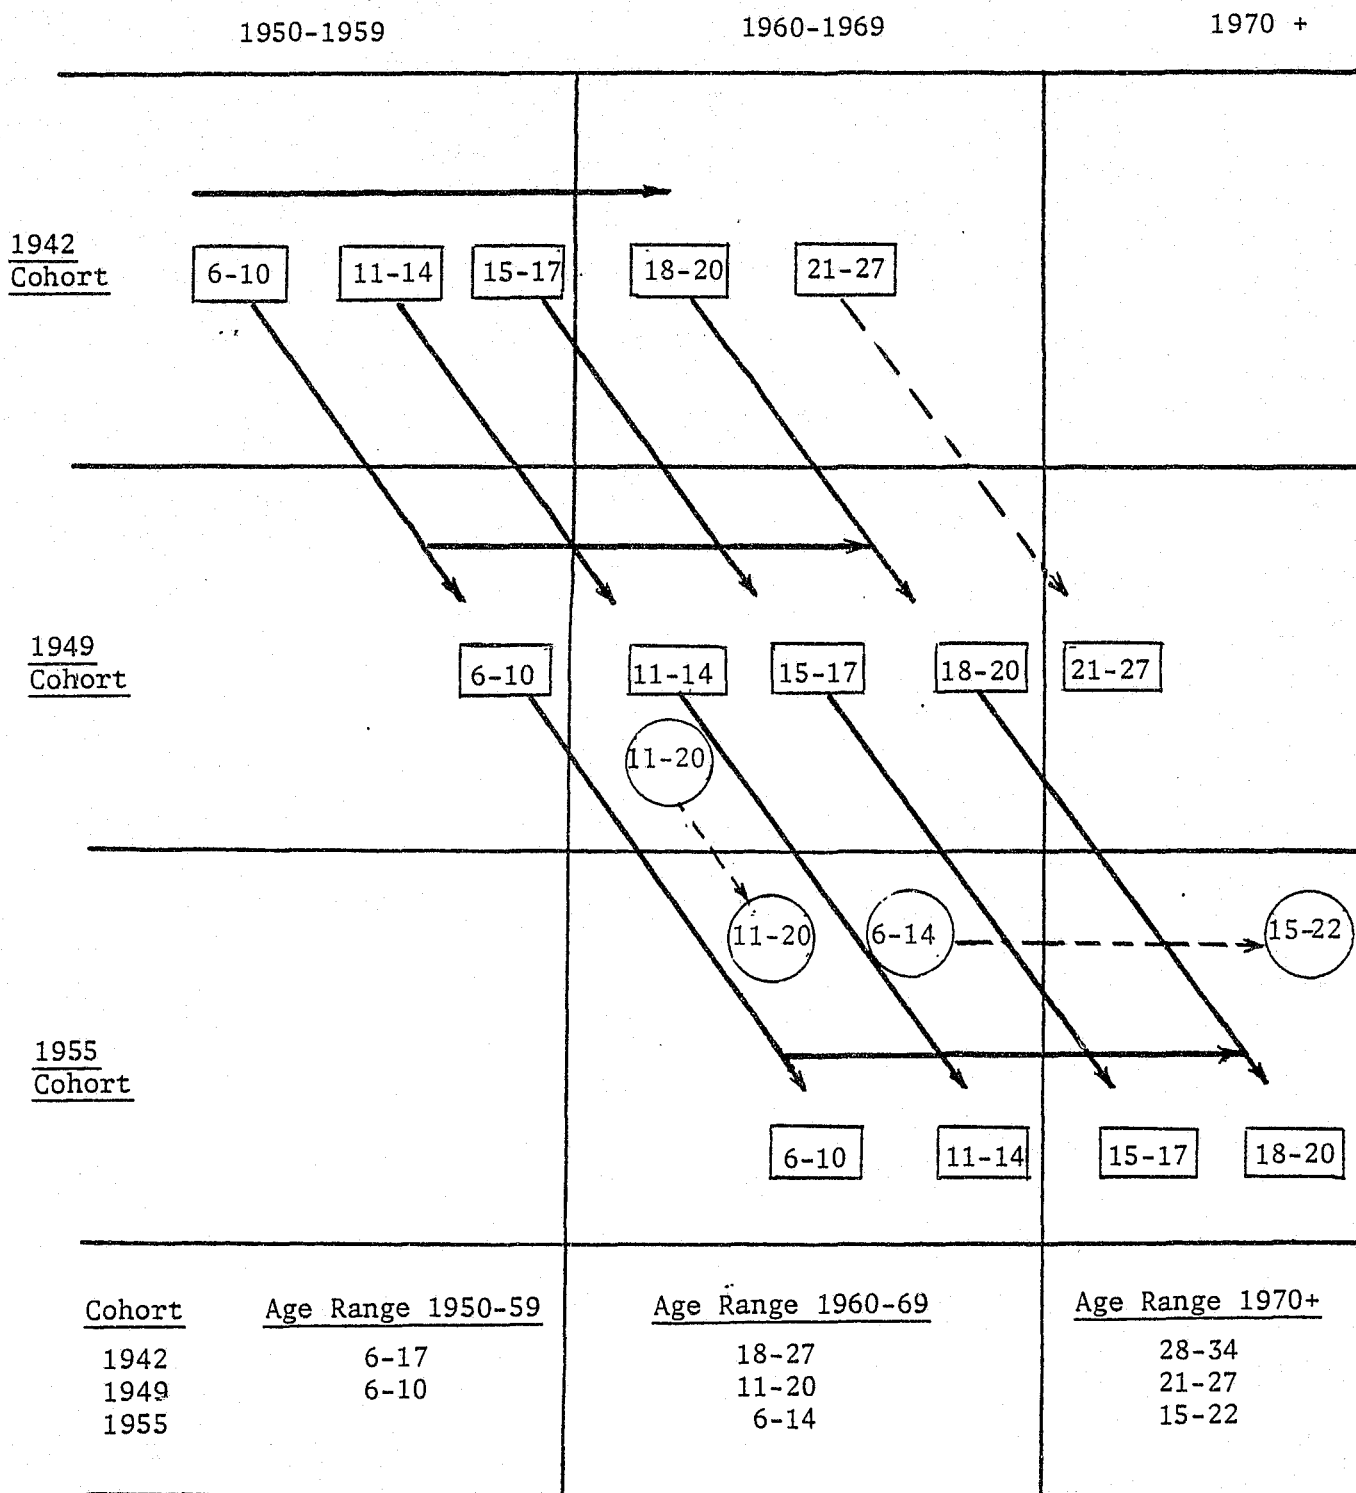 1950-1959 1960-1969 1970 +
1942
Cohort
6-10 11-14 15-17 18-20 21-27
1949
Cohort
6-10 11-14 15-17 18-20 21-27
11-20
11-20 6-14 15-22
1955
Cohort
6-10 11-14 15-17 18-20
Cohort Age Range 1950-59 Age Range 1960-69 Age Range 1970+
1942 6-17 18-27 28-34
1949 6-10 11-20 21-27
1955 6-14 15-22